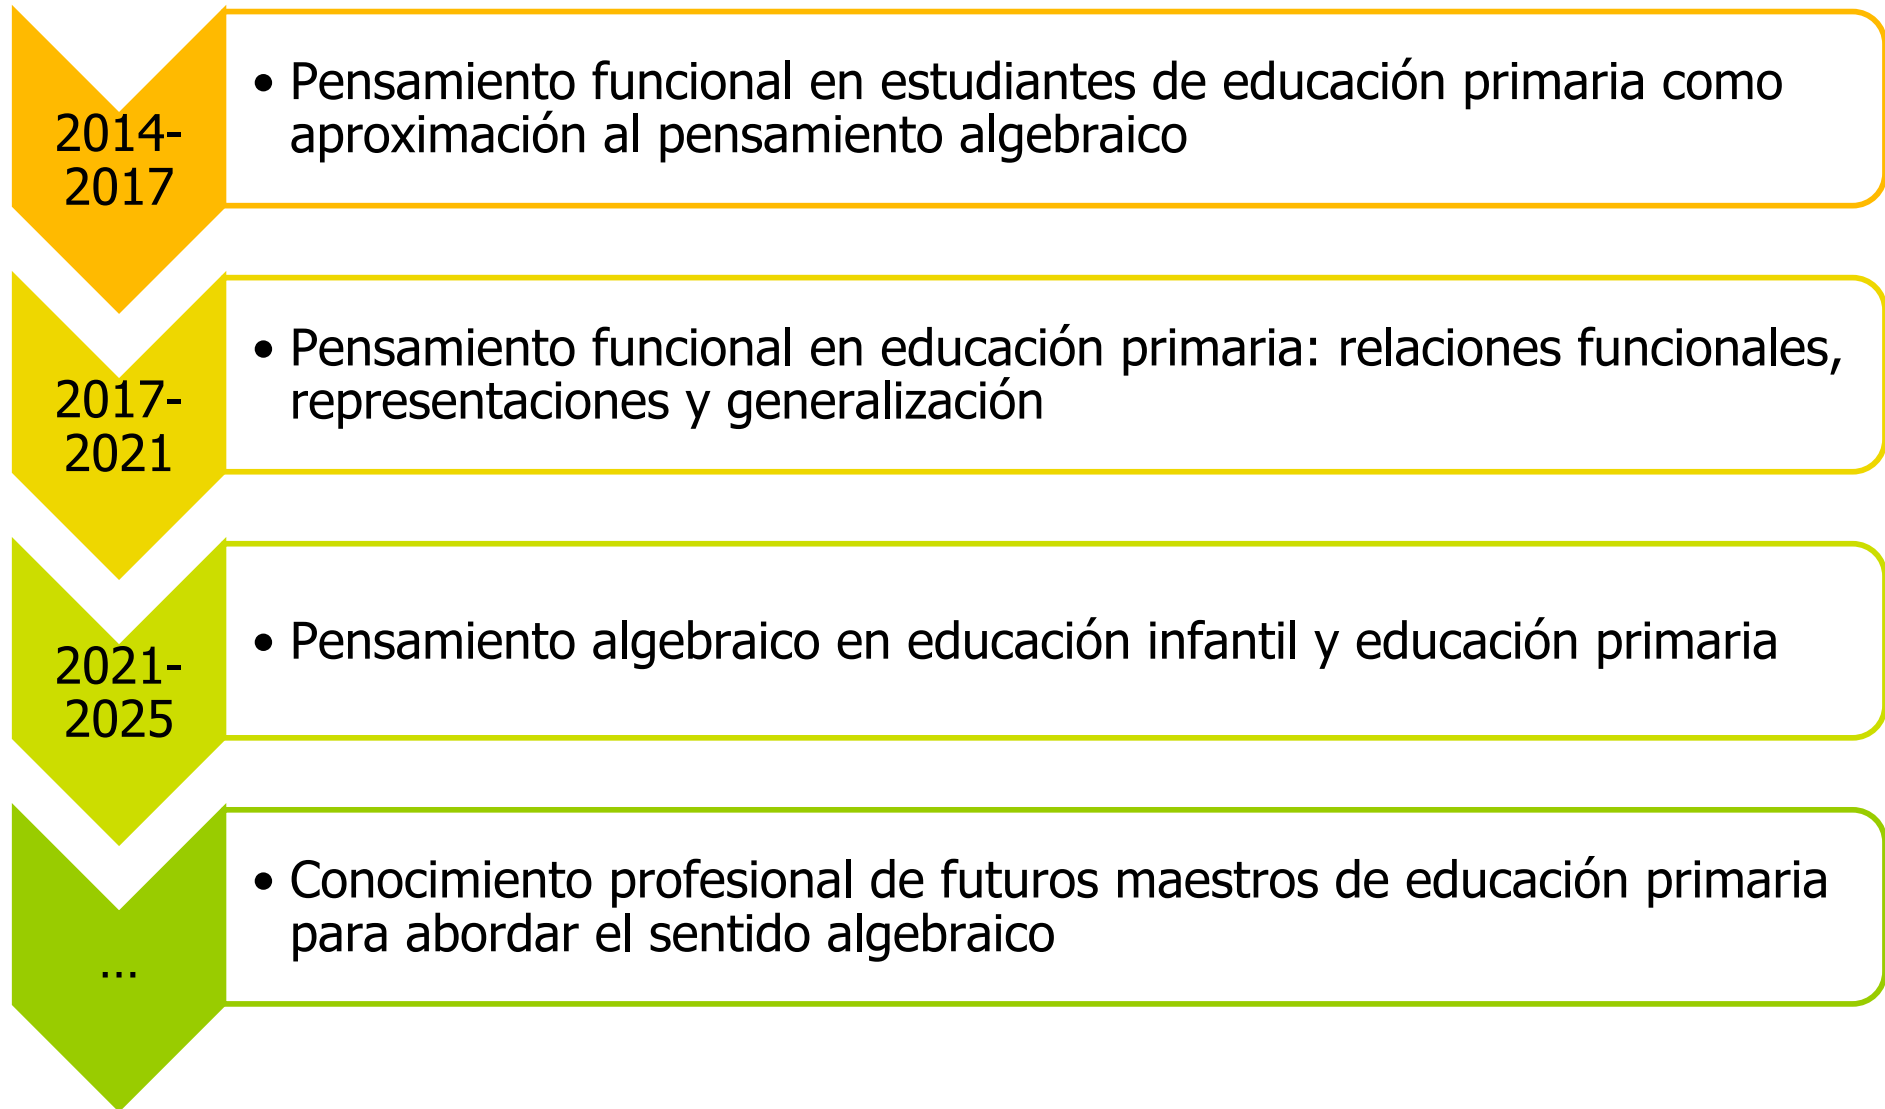 2014-
2017
• Pensamiento funcional en estudiantes de educación primaria como
aproximación al pensamiento algebraico
2017-
2021
• Pensamiento funcional en educación primaria: relaciones funcionales,
representaciones y generalización
2021-
2025
• Pensamiento algebraico en educación infantil y educación primaria
...
• Conocimiento profesional de futuros maestros de educación primaria
para abordar el sentido algebraico